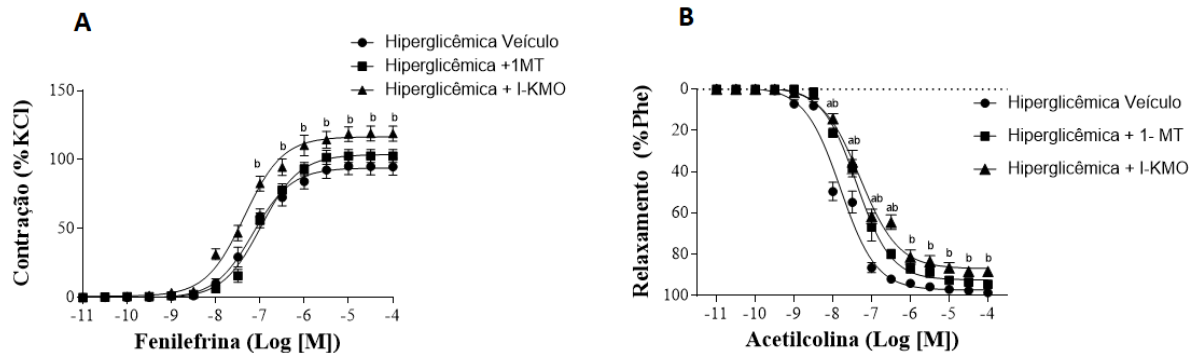 A
Hiperglicêmica Veículo
Hiperglicêmica +1MT
Hiperglicêmica + I-KMO
150
100
50
0
Contração (%KCl)
b
b
b
b
b
b
b
b
-11 -10 -9 -8 -7 -6 -5 -4
Fenilefrina (Log [M])
B
Hiperglicêmica Veículo
Hiperglicêmica + 1- MT
Hiperglicêmica + I-KMO
0
20
40
60
80
100
Relaxamento (%Phe)
ab
ab
ab
ab
b
b
b
b
b
-11 -10 -9 -8 -7 -6 -5 -4
Acetilcolina (Log [M])